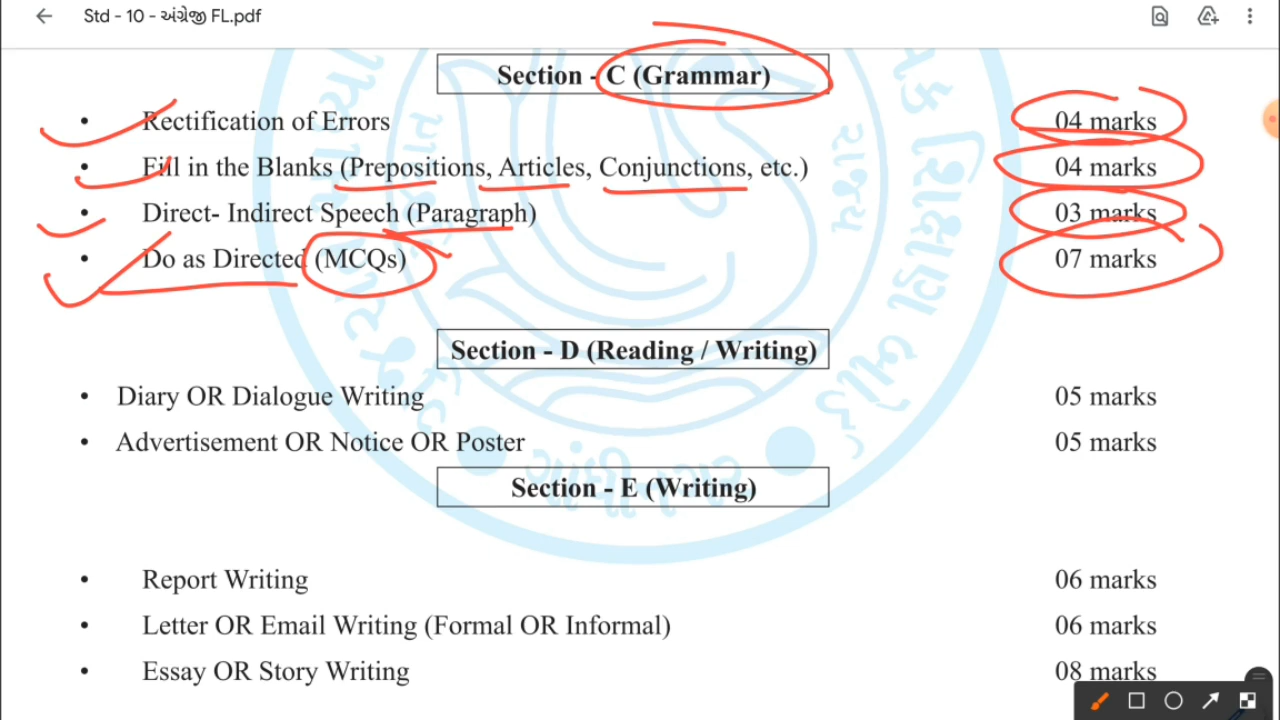 Std - 10 - અંગ્રેજી FL.pdf
Section - C (Grammar)
• Rectification of Errors 04 marks
• Fill in the Blanks (Prepositions, Articles, Conjunctions, etc.) 04 marks
• Direct- Indirect Speech (Paragraph) 03 marks
• Do as Directed (MCQs) 07 marks
Section - D (Reading / Writing)
• Diary OR Dialogue Writing 05 marks
• Advertisement OR Notice OR Poster 05 marks
Section - E (Writing)
• Report Writing 06 marks
• Letter OR Email Writing (Formal OR Informal) 06 marks
• Essay OR Story Writing 08 marks